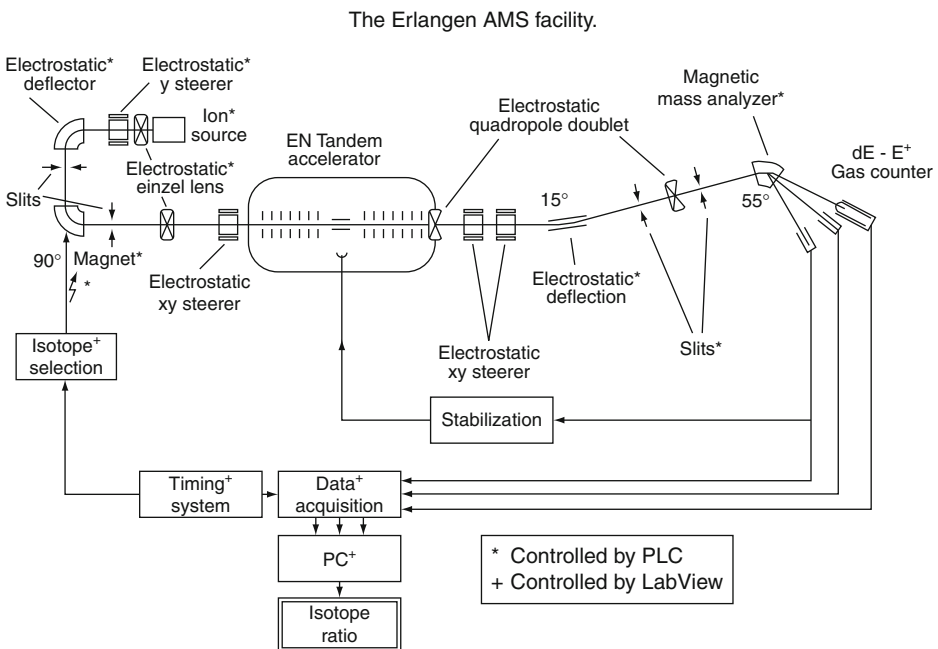 The Erlangen AMS facility.
Electrostatic*
deflector
Electrostatic*
y steerer
Ion*
source
Electrostatic*
einzel lens
Slits
90°
Magnet*
*
Electrostatic
xy steerer
EN Tandem
accelerator
Electrostatic
quadropole doublet
Magnetic
mass analyzer*
dE - E+
Gas counter
15°
55°
Electrostatic*
deflection
Electrostatic
xy steerer
Slits*
Isotope+
selection
Stabilization
Timing+
system
Data+
acquisition
PC+
Isotope
ratio
* Controlled by PLC
+ Controlled by LabView